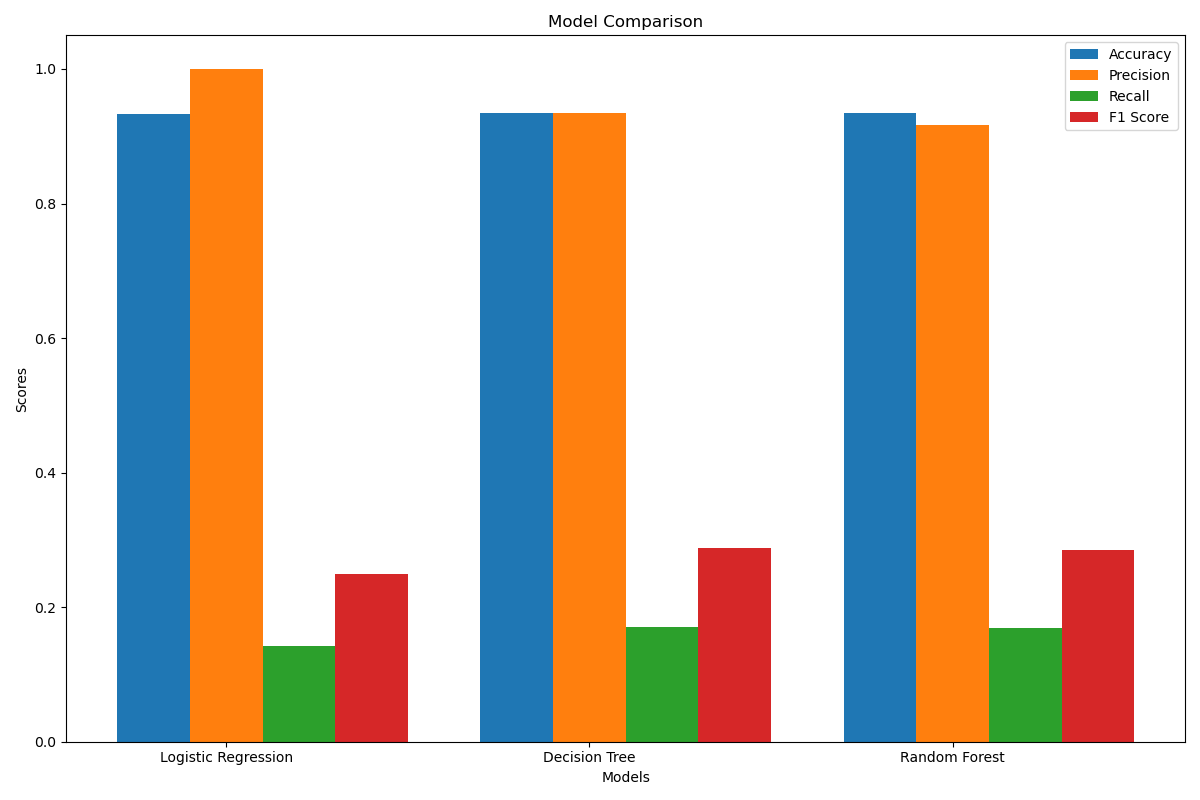 Model Comparison
Accuracy
Precision
Recall
F1 Score
1.0
0.8
0.6
0.4
0.2
0.0
Scores
Logistic Regression
Decision Tree
Random Forest
Models